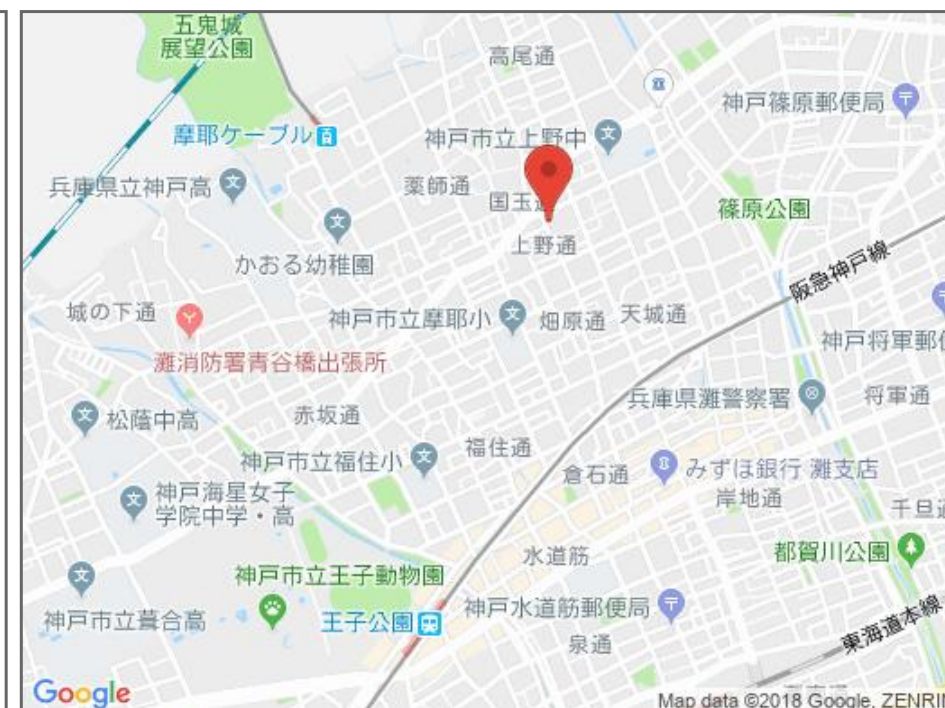 五鬼城
展望公園
高尾通
神戸篠原郵便局
摩耶ケーブル
神戸市立上野中
兵庫県立神戸高
薬師通
国玉通
篠原公園
上野通
かおる幼稚園
阪急神戸線
城の下通
神戸市立摩耶小
畑原通
天城通
灘消防署青谷橋出張所
神戸将軍郵便
兵庫県灘警察署
将軍通
松蔭中高
赤坂通
福住通
神戸市立福住小
倉石通
みずほ銀行 灘支店
神戸海星女子
学院中学・高
岸地通
千旦通
水道筋
都賀川公園
神戸市立王子動物園
神戸市立葺合高
王子公園
神戸水道筋郵便局
泉通
東海道本線
Google
Map data ©2018 Google, ZENRIN